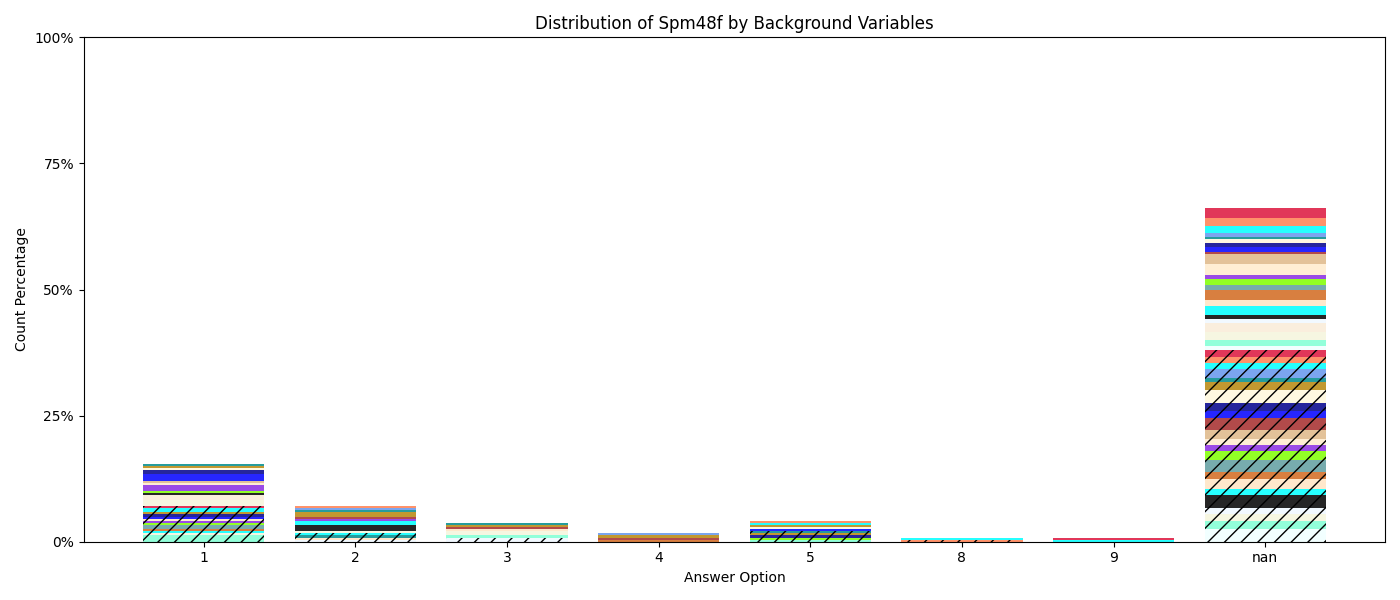 Distribution of Spm48f by Background Variables
100%
75%
50%
25%
0%
Count Percentage
1 2 3 4 5 8 9 nan
Answer Option